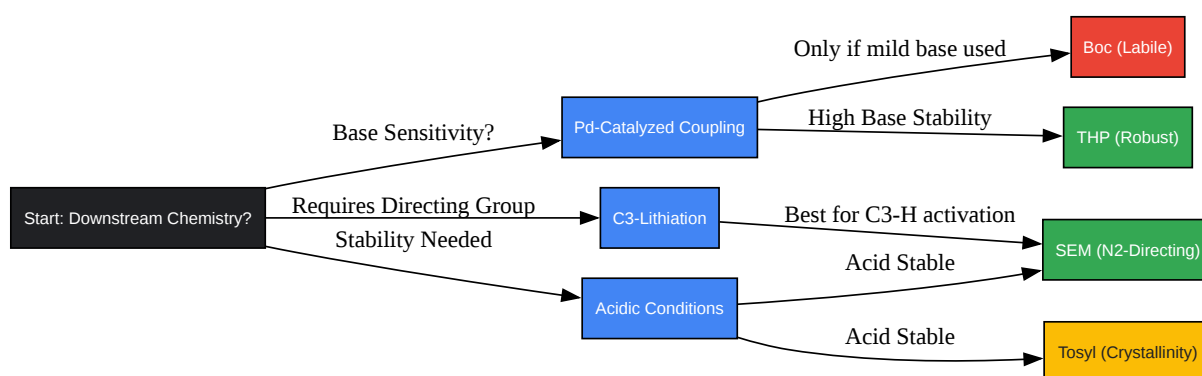 Start: Downstream Chemistry?
Base Sensitivity?
Requires Directing Group
Stability Needed
Pd-Catalyzed Coupling
C3-Lithiation
Acidic Conditions
Only if mild base used
High Base Stability
Best for C3-H activation
Acid Stable
Acid Stable
Boc (Labile)
THP (Robust)
SEM (N2-Directing)
Tosyl (Crystallinity)